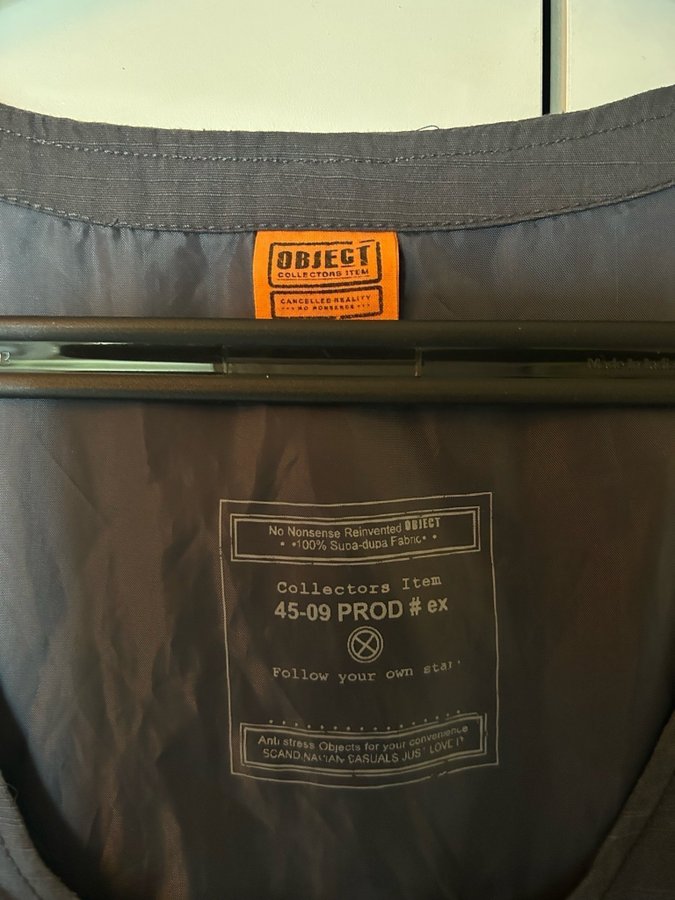 OBJECT
COLLECTORS ITEM
CANCELLED REALITY
••• NO NONSENSE •••
No Nonsense Reinvented OBJECT
• •100% Supa-dupa Fabric• •
Collectors Item
45-09 PROD # ex
Follow your own star
Anti stress Objects for your convenience
SCANDINAVIAN CASUALS JUST LOVE IT